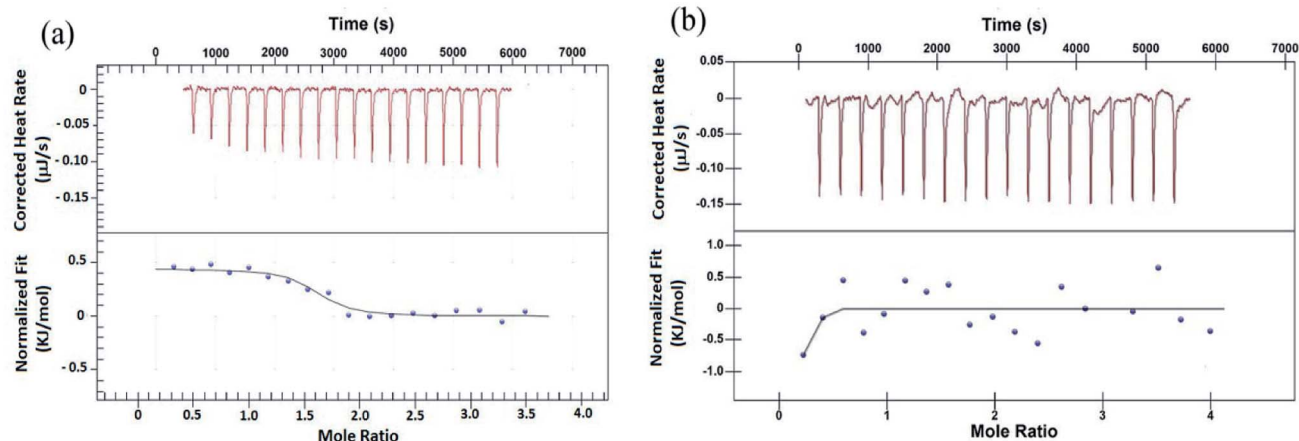 (a)
Time (s)
0 1000 2000 3000 4000 5000 6000 7000
Corrected Heat Rate
(µJ/s)
0
- 0.05
- 0.10
- 0.15
Normalized Fit
(KJ/mol)
0.5
0
- 0.5
0 0.5 1.0 1.5 2.0 2.5 3.0 3.5 4.0
Mole Ratio
(b)
Time (s)
0 1000 2000 3000 4000 5000 6000 7000
Corrected Heat Rate
(µJ/s)
0.05
0
-0.05
-0.10
-0.15
Normalized Fit
(KJ/mol)
1.0
0.5
0
-0.5
-1.0
0 1 2 3 4
Mole Ratio